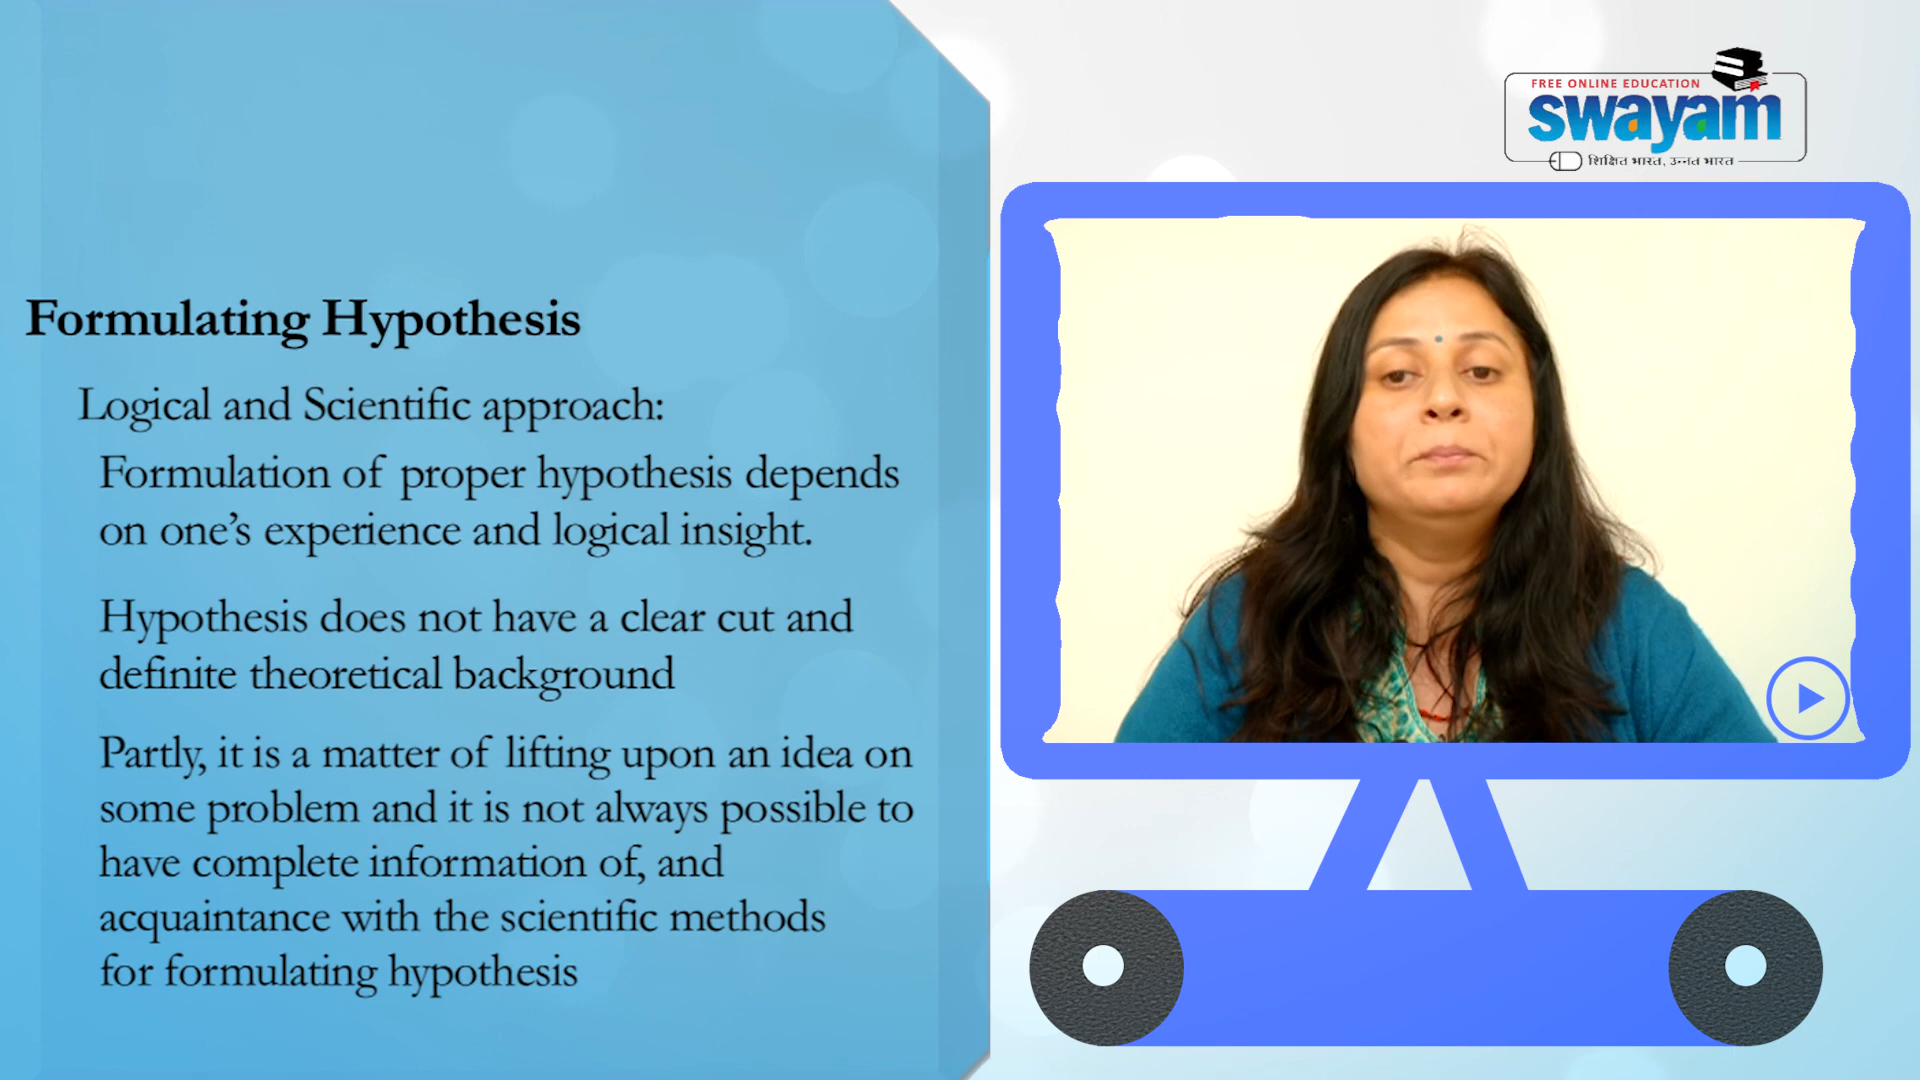 Formulating Hypothesis
Logical and Scientific approach:
Formulation of proper hypothesis depends
on one's experience and logical insight.
Hypothesis does not have a clear cut and
definite theoretical background
Partly, it is a matter of lifting upon an idea on
some problem and it is not always possible to
have complete information of, and
acquaintance with the scientific methods
for formulating hypothesis
FREE ONLINE EDUCATION
swayam
शिक्षित भारत, उन्नत भारत